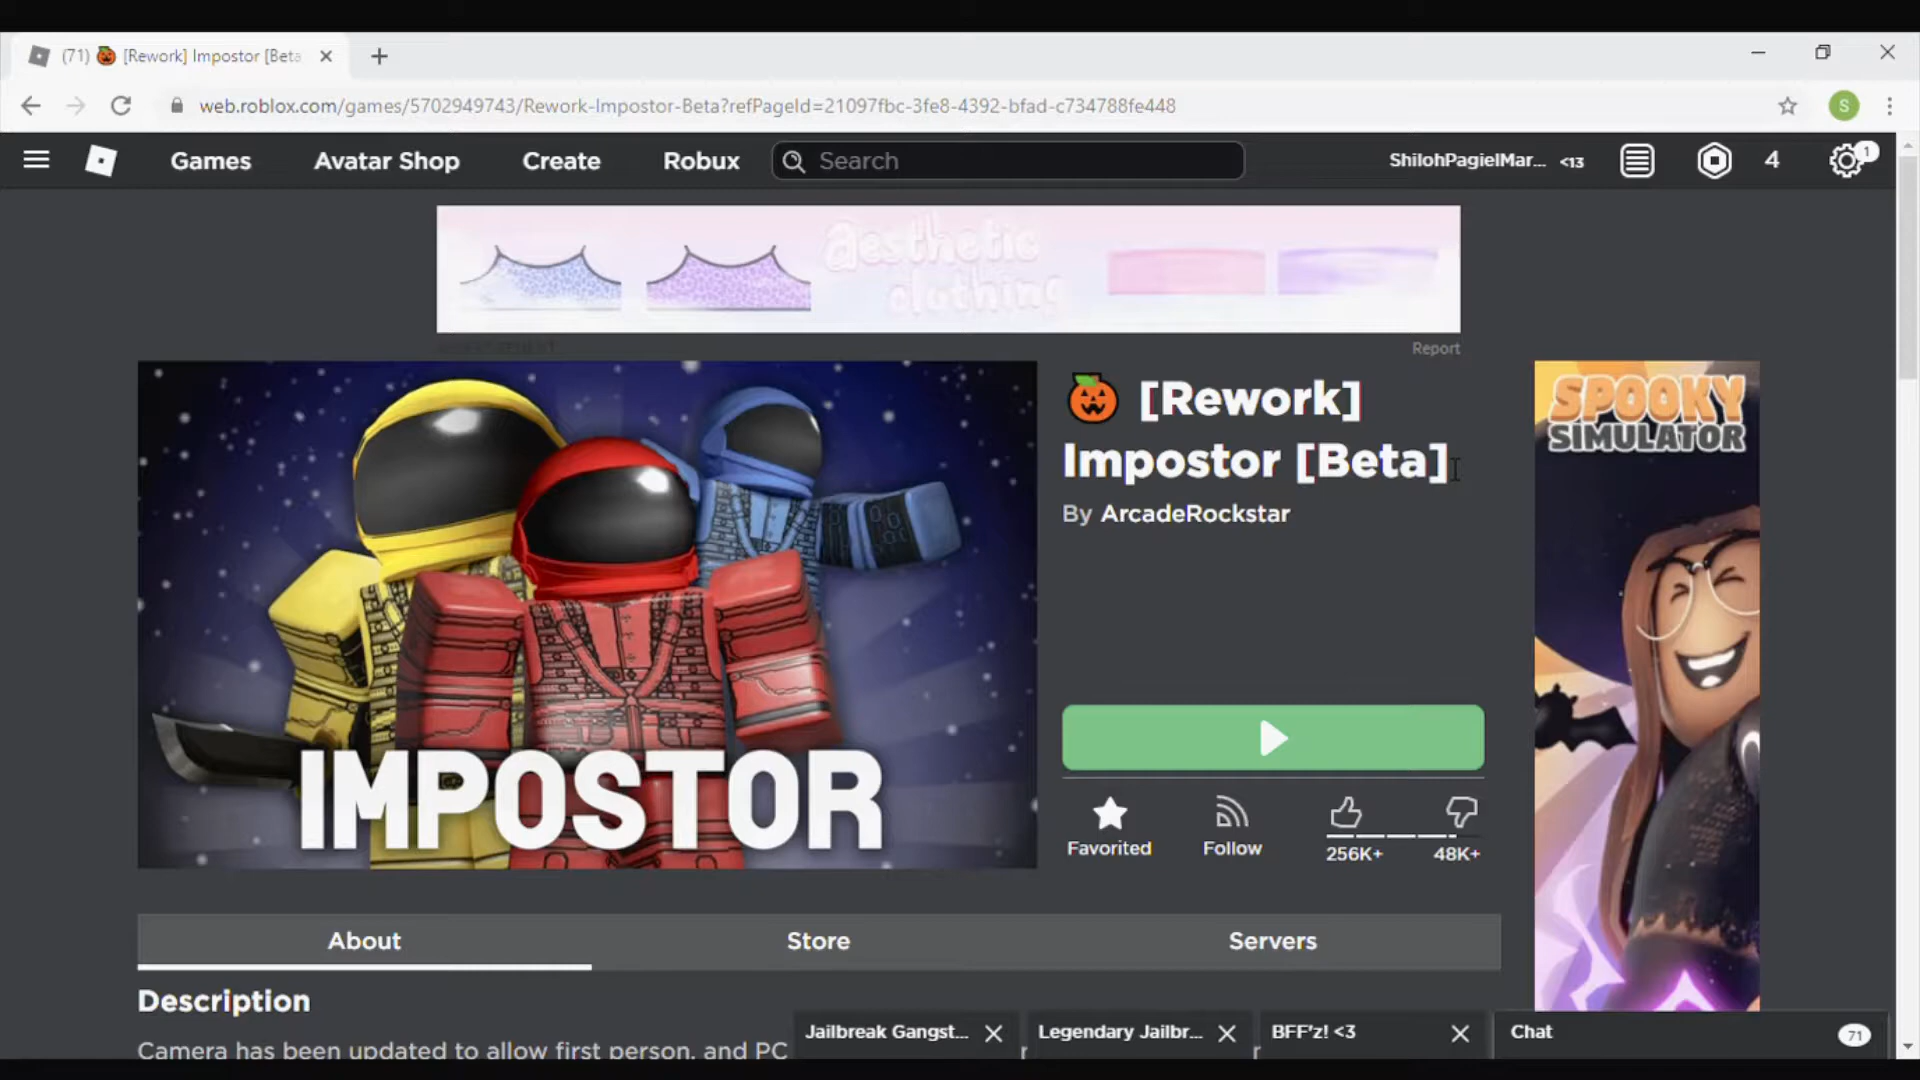 (71) 🎃 [Rework] Impostor [Beta
web.roblox.com/games/5702949743/Rework-Impostor-Beta?refPageId=21097fbc-3fe8-4392-bfad-c734788fe448
S
Games Avatar Shop Create Robux Search ShilohPagielMar... <13 4 1
aesthetic
clothing
Report
IMPOSTOR
🎃 [Rework]
Impostor [Beta]
By ArcadeRockstar
Favorited Follow 256K+ 48K+
SPOOKY
SIMULATOR
About Store Servers
Description
Camera has been updated to allow first person, and PC
Jailbreak Gangst... Legendary Jailbr... BFF'z! <3 Chat 71